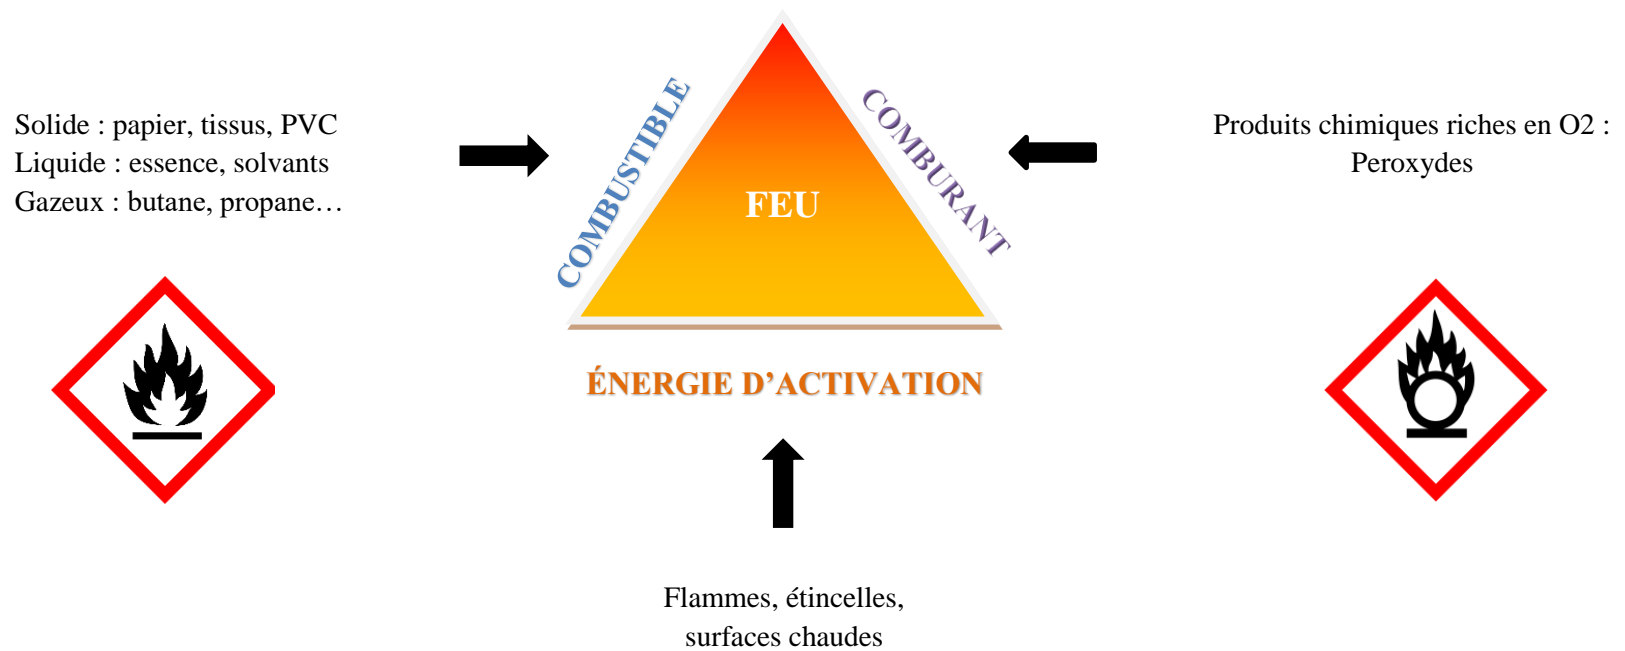 Solide : papier, tissus, PVC
Liquide : essence, solvants
Gazeux : butane, propane…
COMBUSTIBLE
FEU
COMBURANT
Produits chimiques riches en O2 :
Peroxydes
ÉNERGIE D’ACTIVATION
Flammes, étincelles,
surfaces chaudes